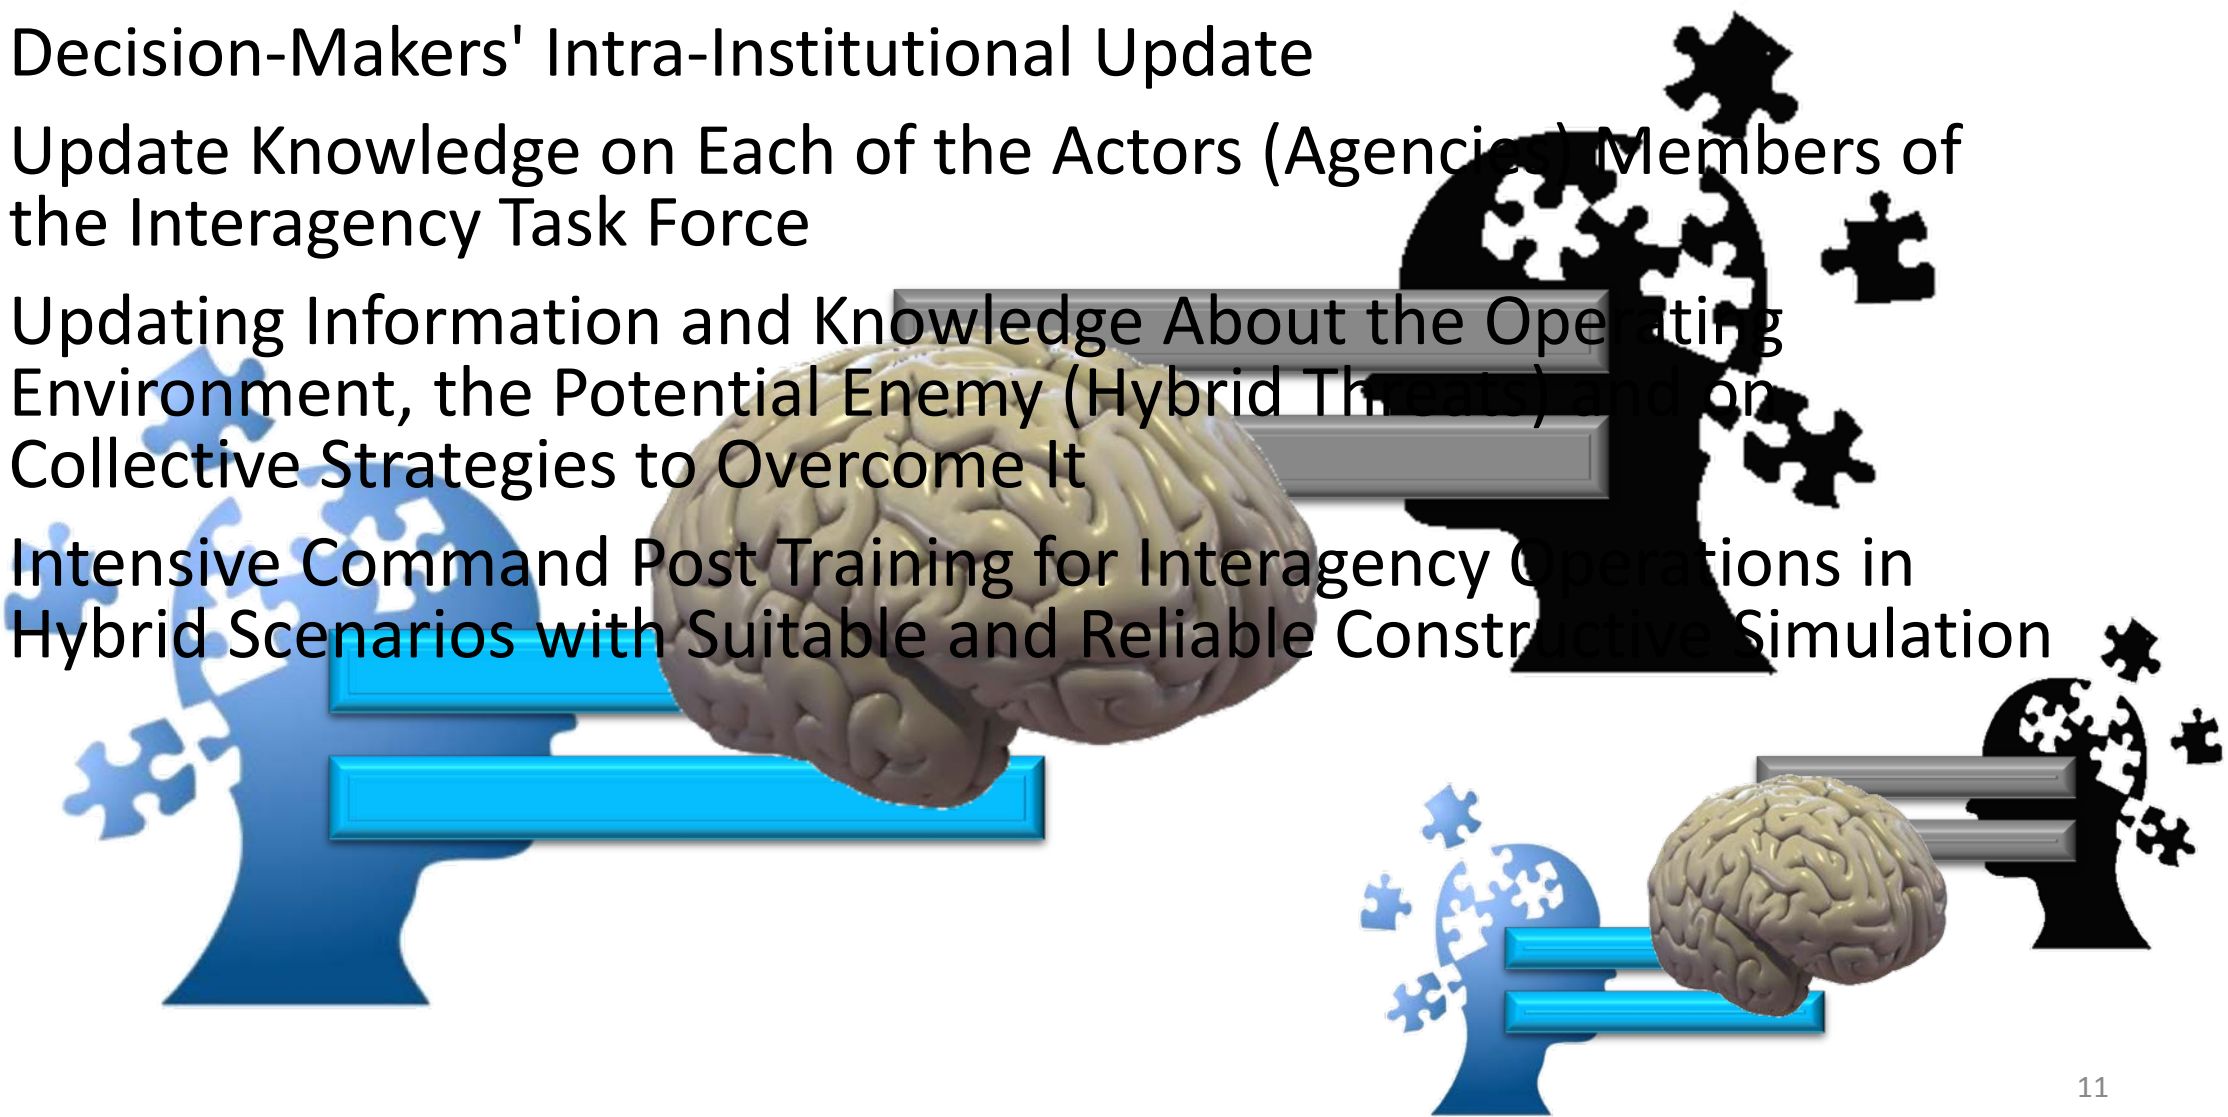 Decision-Makers' Intra-Institutional Update
Update Knowledge on Each of the Actors (Agencies) Members of
the Interagency Task Force
Updating Information and Knowledge About the Operating
Environment, the Potential Enemy (Hybrid Threats) and on
Collective Strategies to Overcome It
Intensive Command Post Training for Interagency Operations in
Hybrid Scenarios with Suitable and Reliable Constructive Simulation
11